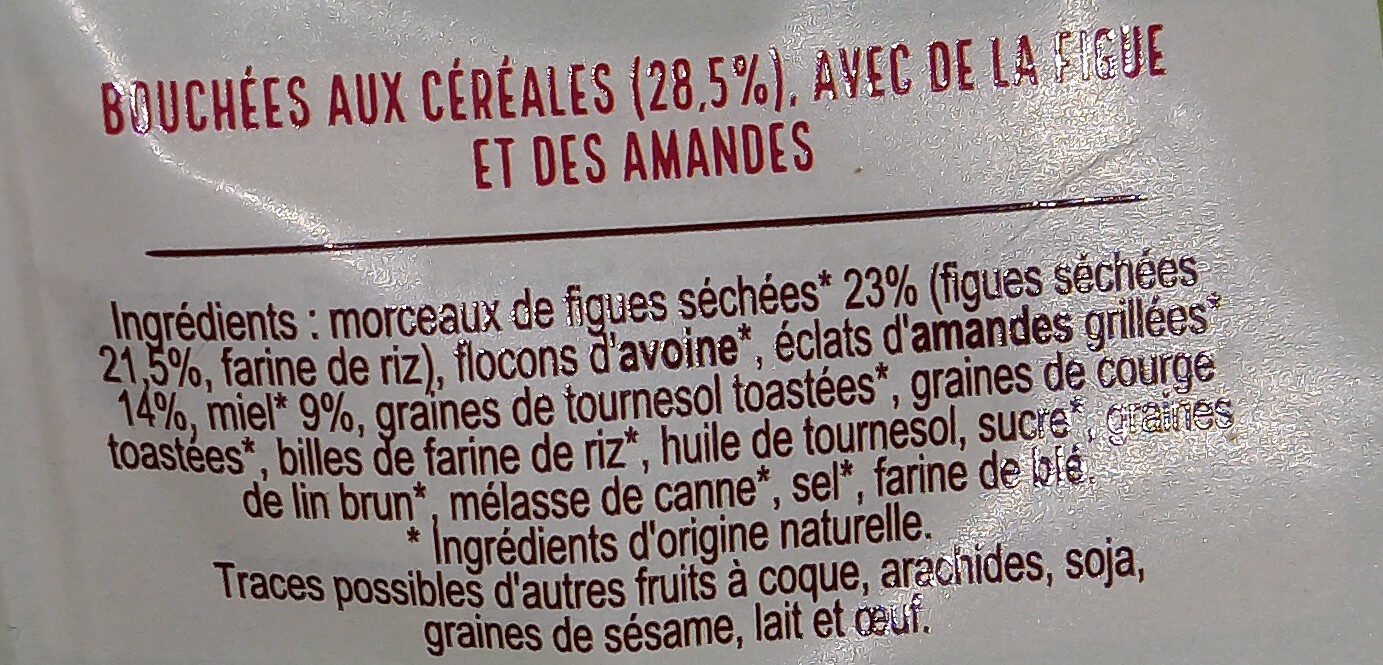 BOUCHÉES AUX CÉRÉALES (28,5%), AVEC DE LA FIGUE
ET DES AMANDES
Ingrédients : morceaux de figues séchées* 23% (figues séchées
21,5%, farine de riz), flocons d'avoine*, éclats d'amandes grillées*
14%, miel* 9%, graines de tournesol toastées*, graines de courge
toastées*, billes de farine de riz*, huile de tournesol, sucre*, graines
de lin brun*, mélasse de canne*, sel*, farine de blé.
* Ingrédients d'origine naturelle.
Traces possibles d'autres fruits à coque, arachides, soja,
graines de sésame, lait et œuf.